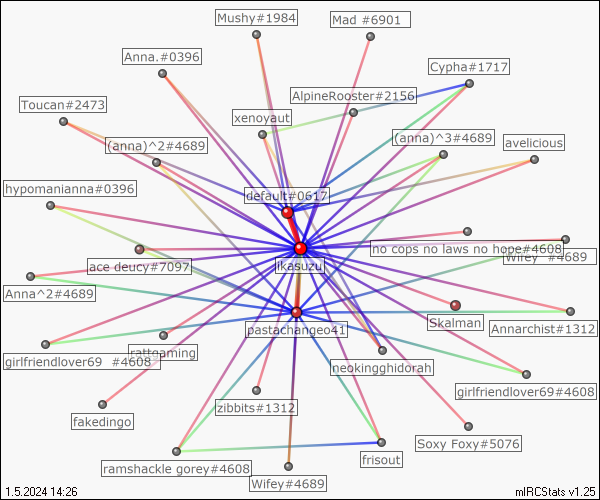 Mushy#1984
Mad #6901
Anna.#0396
Cypha#1717
AlpineRooster#2156
Toucan#2473
xenoyaut
(anna)^2#4689
(anna)^3#4689
avelicious
hypomanianna#0396
default#0617
no cops no laws no hope#4608
Wifey #4689
ace deucy#7097
ikasuzu
Anna^2#4689
Skalman
Annarchist#1312
pastachangeo41
rattgaming
girlfriendlover69 #4608
neokingghidorah
girlfriendlover69#4608
zibbits#1312
fakedingo
Soxy Foxy#5076
frisout
ramshackle gorey#4608
Wifey#4689
1.5.2024 14:26
mIRCStats v1.25